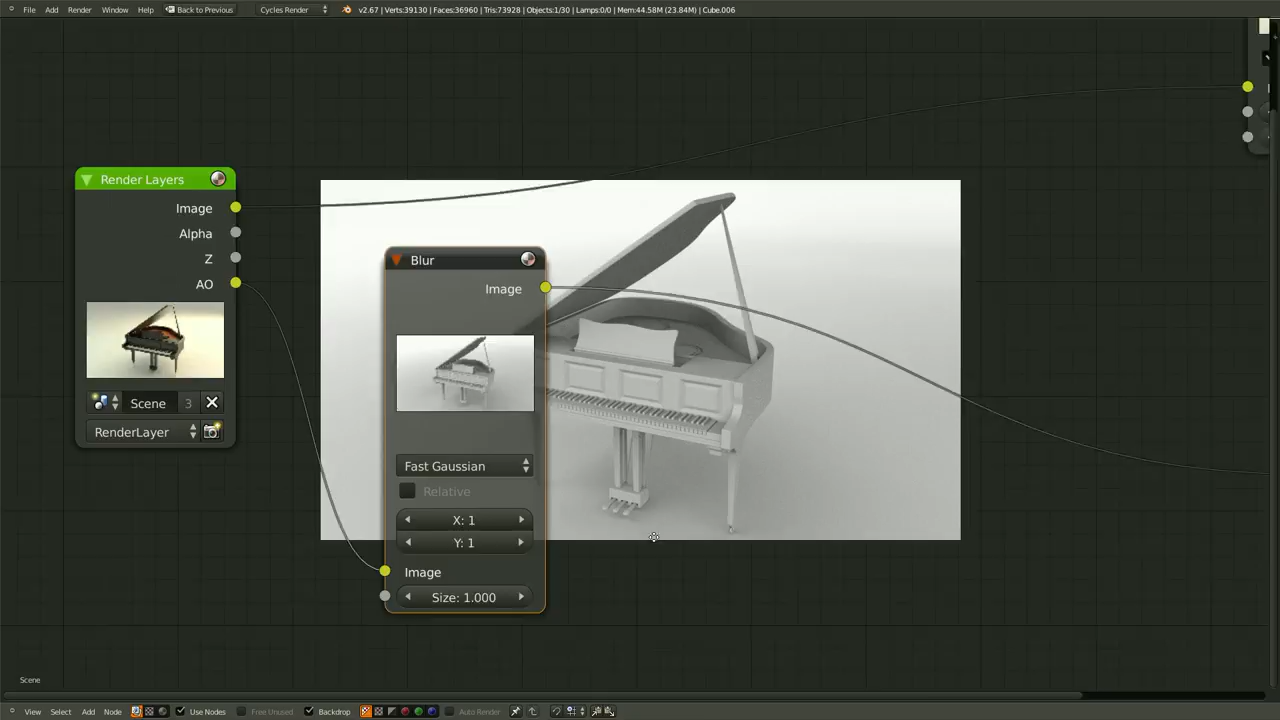 File Add Render Window Help Back to Previous Cycles Render v2.67 | Verts:39130 | Faces:36960 | Tris:73928 | Objects:1/30 | Lamps:0/0 | Mem:44.58M (23.84M) | Cube.006
Render Layers
Image
Alpha
Z
AO
Scene 3
RenderLayer
Blur
Image
Fast Gaussian
Relative
X: 1
Y: 1
Image
Size: 1.000
Scene
View Select Add Node Use Nodes Free Unused Backdrop Auto Render